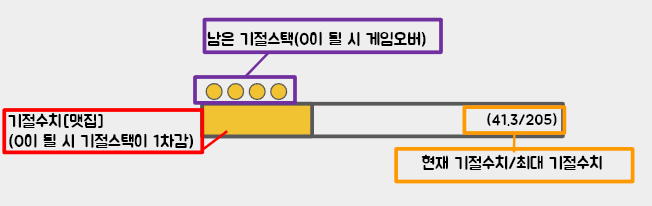 남은 기절스택(0이 될 시 게임오버)
기절수치(맷집)
(0이 될 시 기절스택이 1차감)
(41.3/205)
현재 기절수치/최대 기절수치